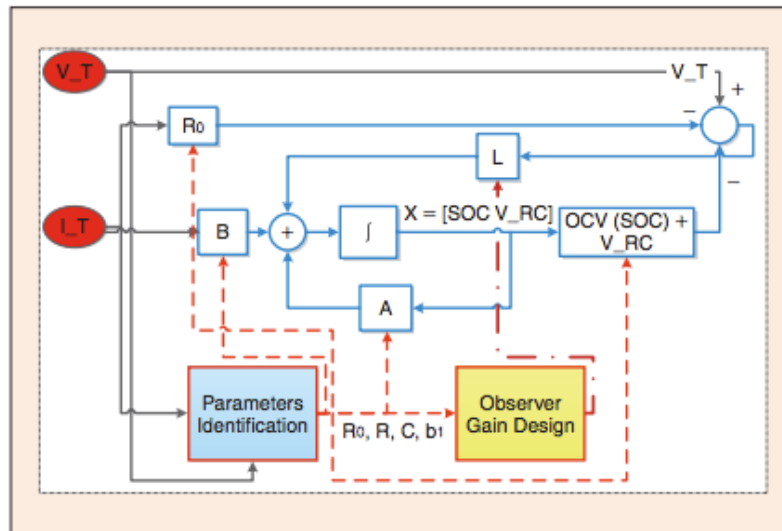 V_T
V_T
+
R0
−
L
−
I_T
B
+
∫
X = [SOC V_RC]
OCV (SOC) +
V_RC
A
Parameters
Identification
R0, R, C, b1
Observer
Gain Design